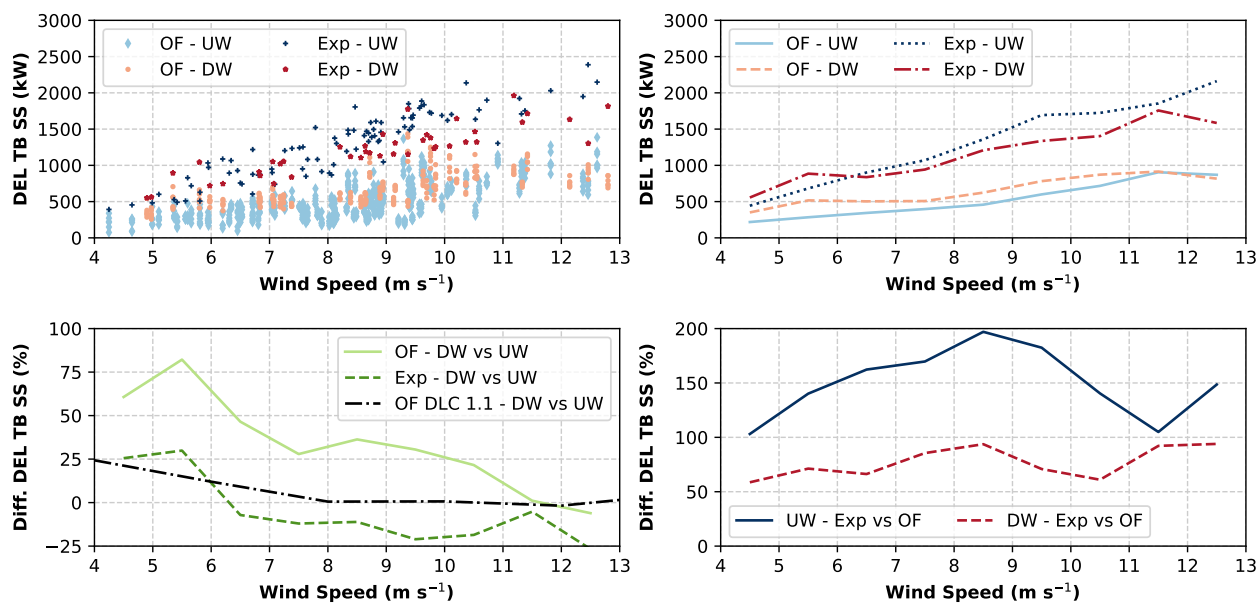 DEL TB SS (kW)
3000
2500
2000
1500
1000
500
0
OF - UW
OF - DW
Exp - UW
Exp - DW
4 5 6 7 8 9 10 11 12 13
Wind Speed (m s⁻¹)
DEL TB SS (kW)
3000
2500
2000
1500
1000
500
0
OF - UW
OF - DW
Exp - UW
Exp - DW
4 5 6 7 8 9 10 11 12 13
Wind Speed (m s⁻¹)
Diff. DEL TB SS (%)
100
75
50
25
0
−25
OF - DW vs UW
Exp - DW vs UW
OF DLC 1.1 - DW vs UW
4 5 6 7 8 9 10 11 12 13
Wind Speed (m s⁻¹)
Diff. DEL TB SS (%)
200
150
100
50
0
UW - Exp vs OF
DW - Exp vs OF
4 5 6 7 8 9 10 11 12 13
Wind Speed (m s⁻¹)